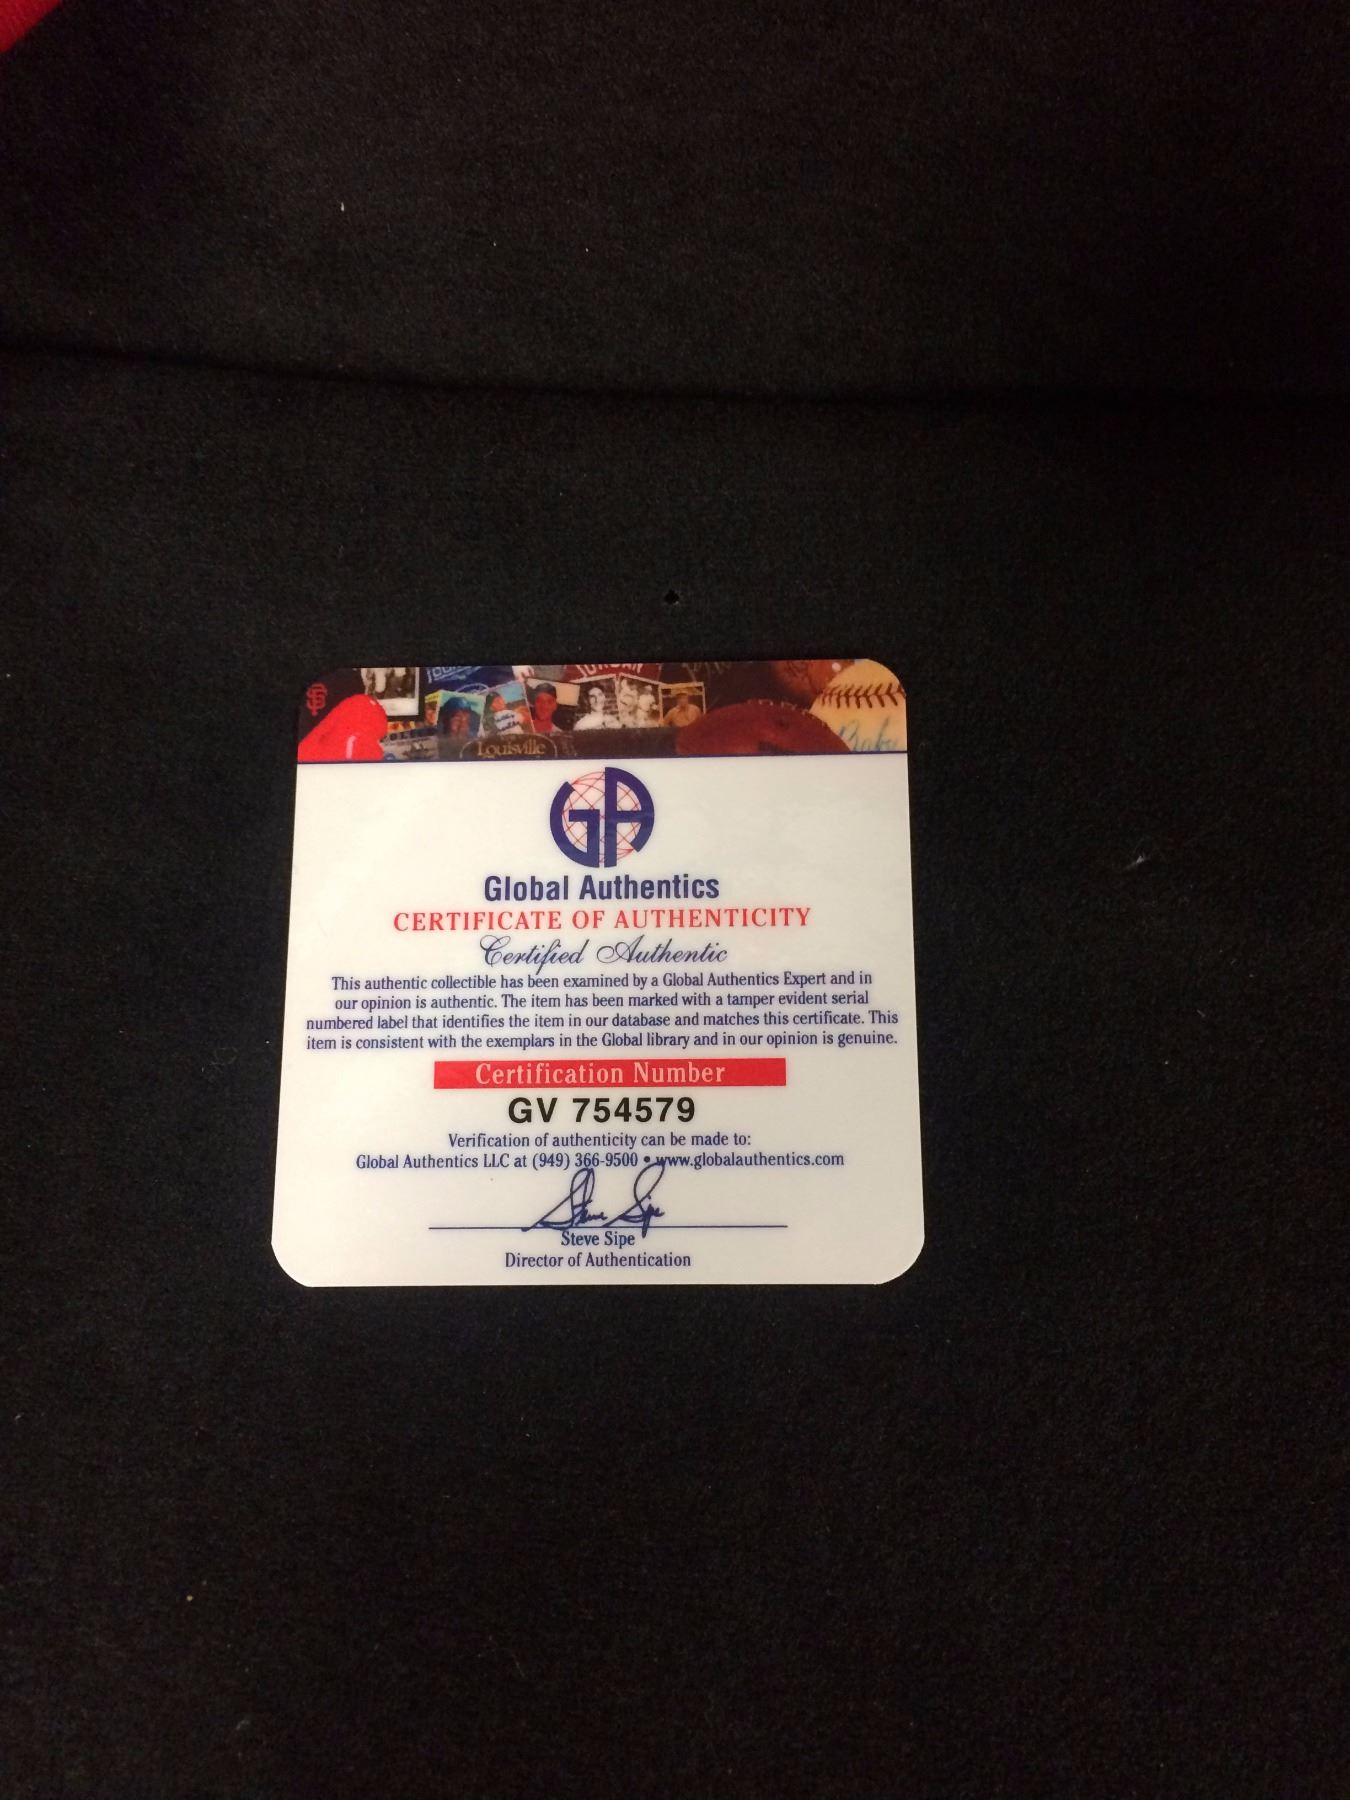 Louisville
Baby
GA
Global Authentics
CERTIFICATE OF AUTHENTICITY
Certified Authentic
This authentic collectible has been examined by a Global Authentics Expert and in
our opinion is authentic. The item has been marked with a tamper evident serial
numbered label that identifies the item in our database and matches this certificate. This
item is consistent with the exemplars in the Global library and in our opinion is genuine.
Certification Number
GV 754579
Verification of authenticity can be made to:
Global Authentics LLC at (949) 366-9500 • www.globalauthentics.com
Steve Sipe
Steve Sipe
Director of Authentication